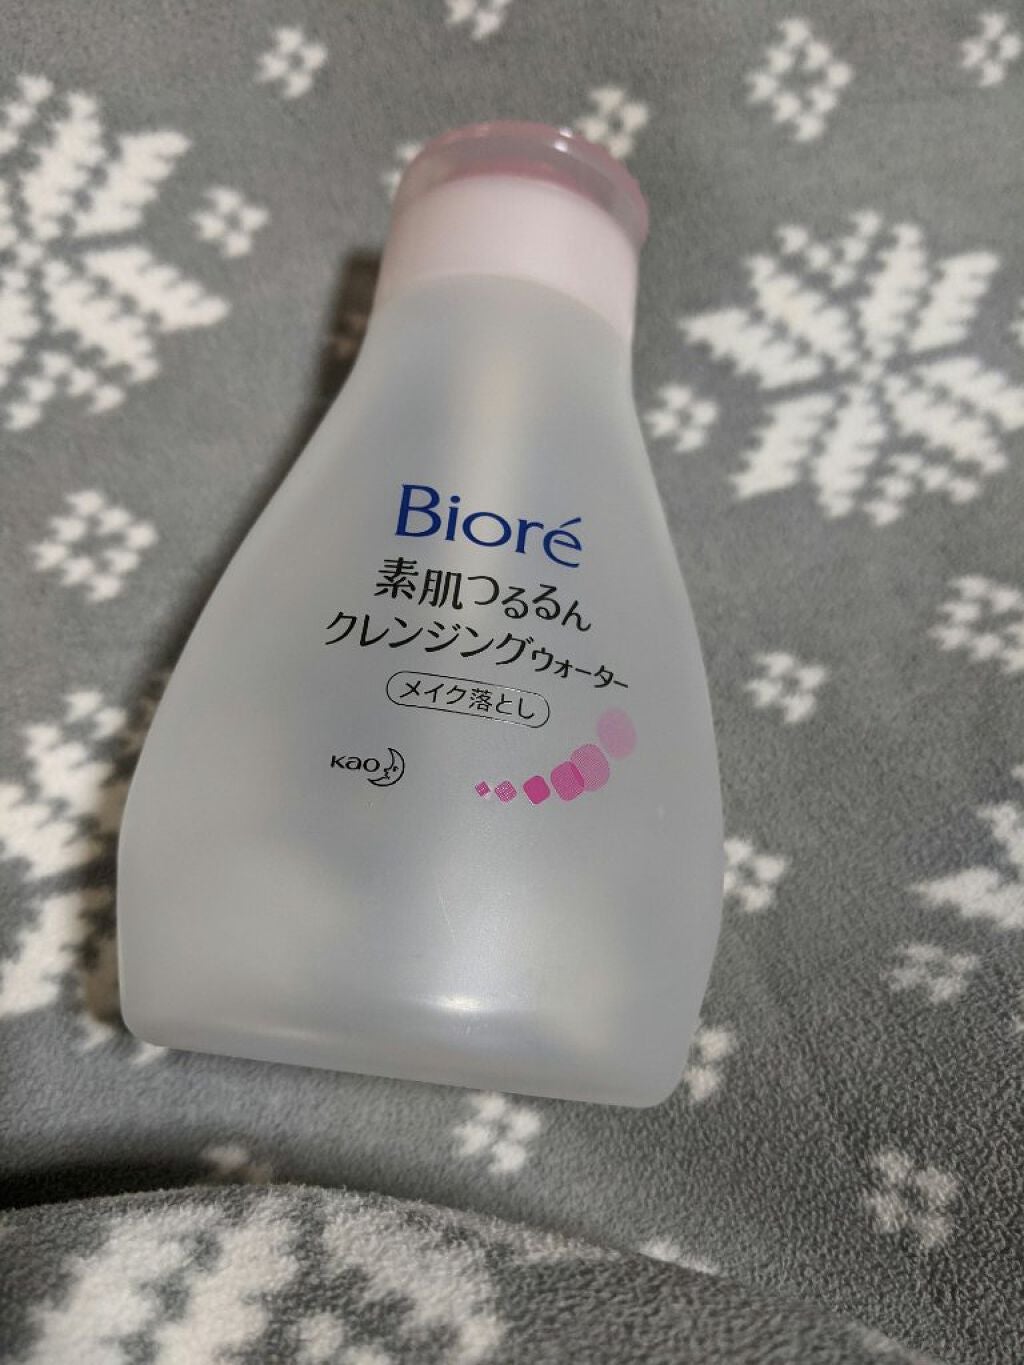 Bioré
素肌つるるん
クレンジングウォーター
メイク落とし
Kao